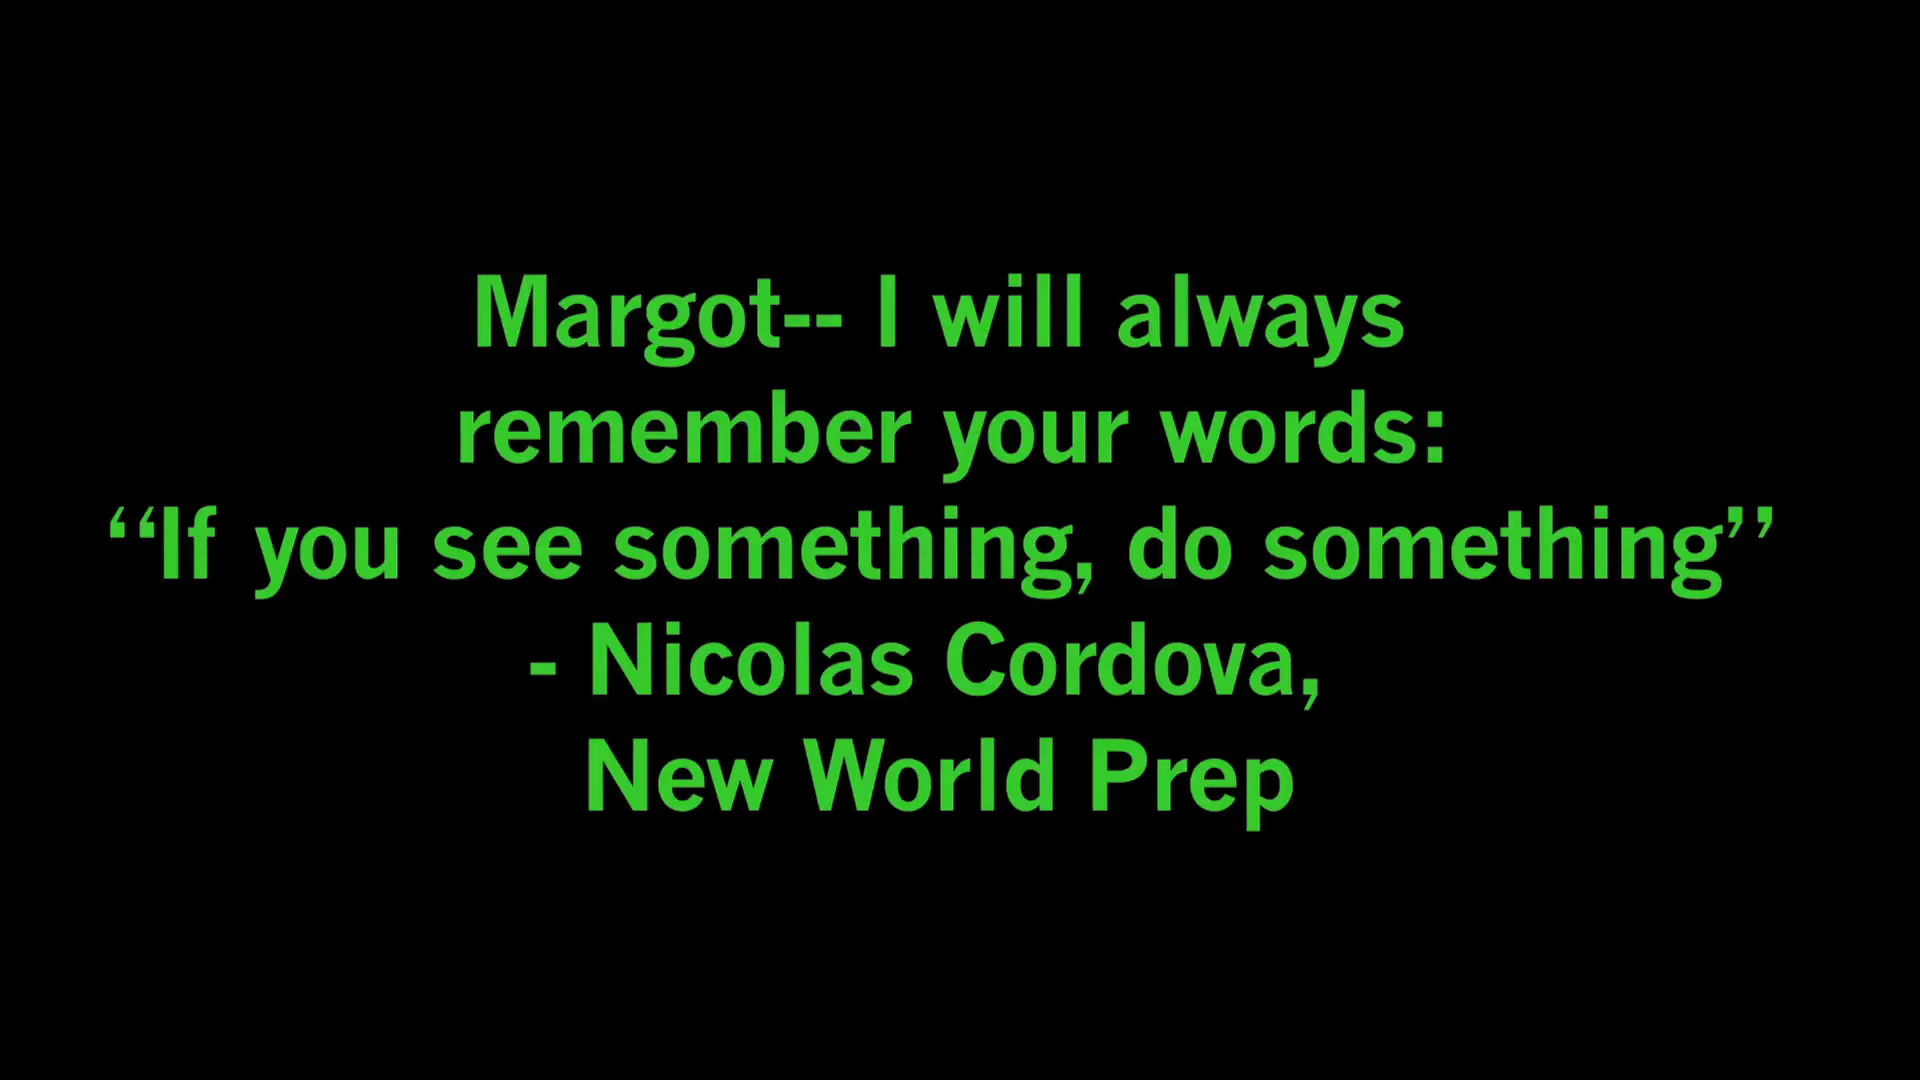 Margot-- I will always
remember your words:
“If you see something, do something”
- Nicolas Cordova,
New World Prep